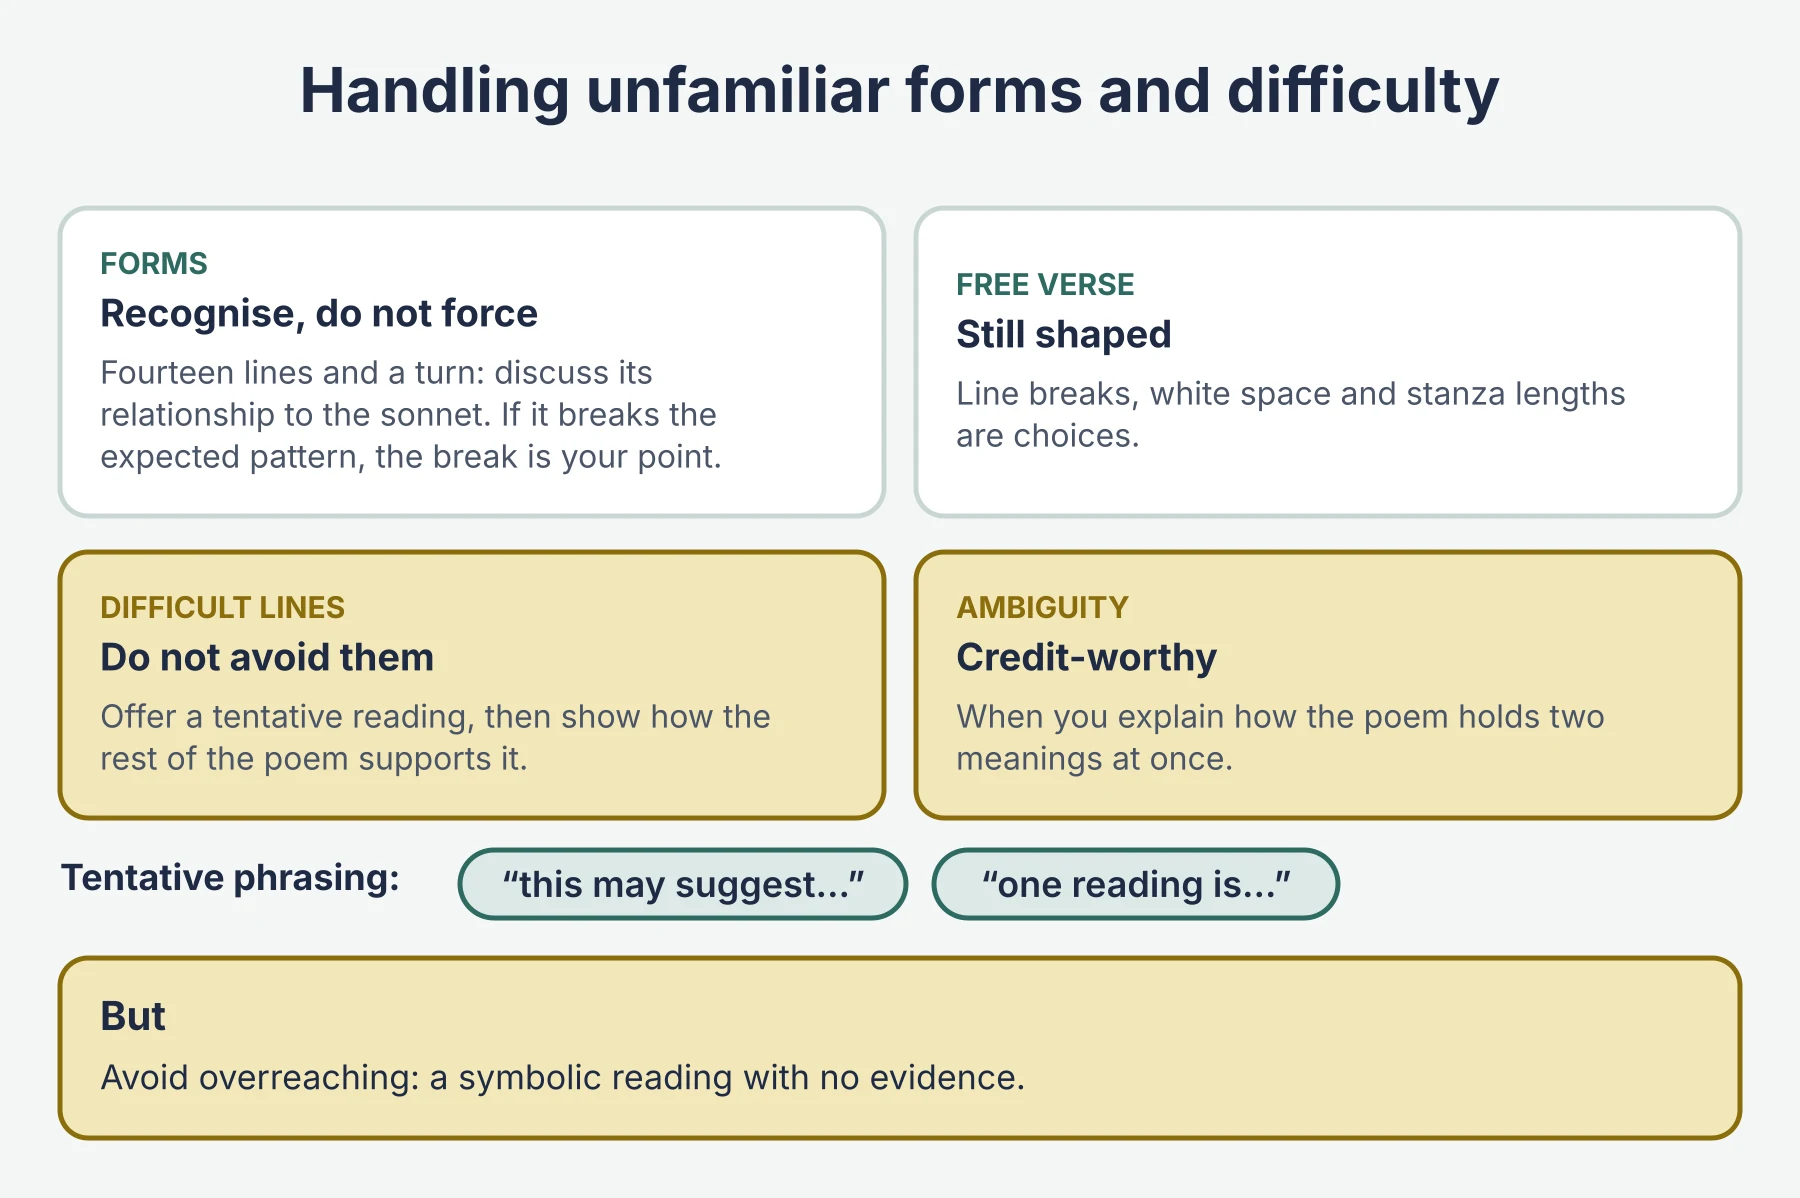 Handling unfamiliar forms and difficulty
FORMS
Recognise, do not force
Fourteen lines and a turn: discuss its
relationship to the sonnet. If it breaks the
expected pattern, the break is your point.
FREE VERSE
Still shaped
Line breaks, white space and stanza lengths
are choices.
DIFFICULT LINES
Do not avoid them
Offer a tentative reading, then show how the
rest of the poem supports it.
AMBIGUITY
Credit-worthy
When you explain how the poem holds two
meanings at once.
Tentative phrasing:
“this may suggest…”
“one reading is…”
But
Avoid overreaching: a symbolic reading with no evidence.